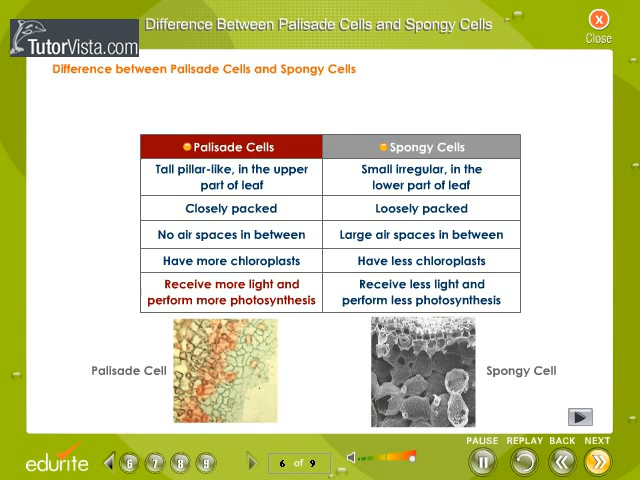 Difference Between Palisade Cells and Spongy Cells
Close
TutorVista.com
Difference between Palisade Cells and Spongy Cells
Palisade Cells
Spongy Cells
Tall pillar-like, in the upper
part of leaf
Small irregular, in the
lower part of leaf
Closely packed
Loosely packed
No air spaces in between
Large air spaces in between
Have more chloroplasts
Have less chloroplasts
Receive more light and
perform more photosynthesis
Receive less light and
perform less photosynthesis
Palisade Cell
Spongy Cell
PAUSE REPLAY BACK NEXT
edurite
6 7 8 9
6 of 9